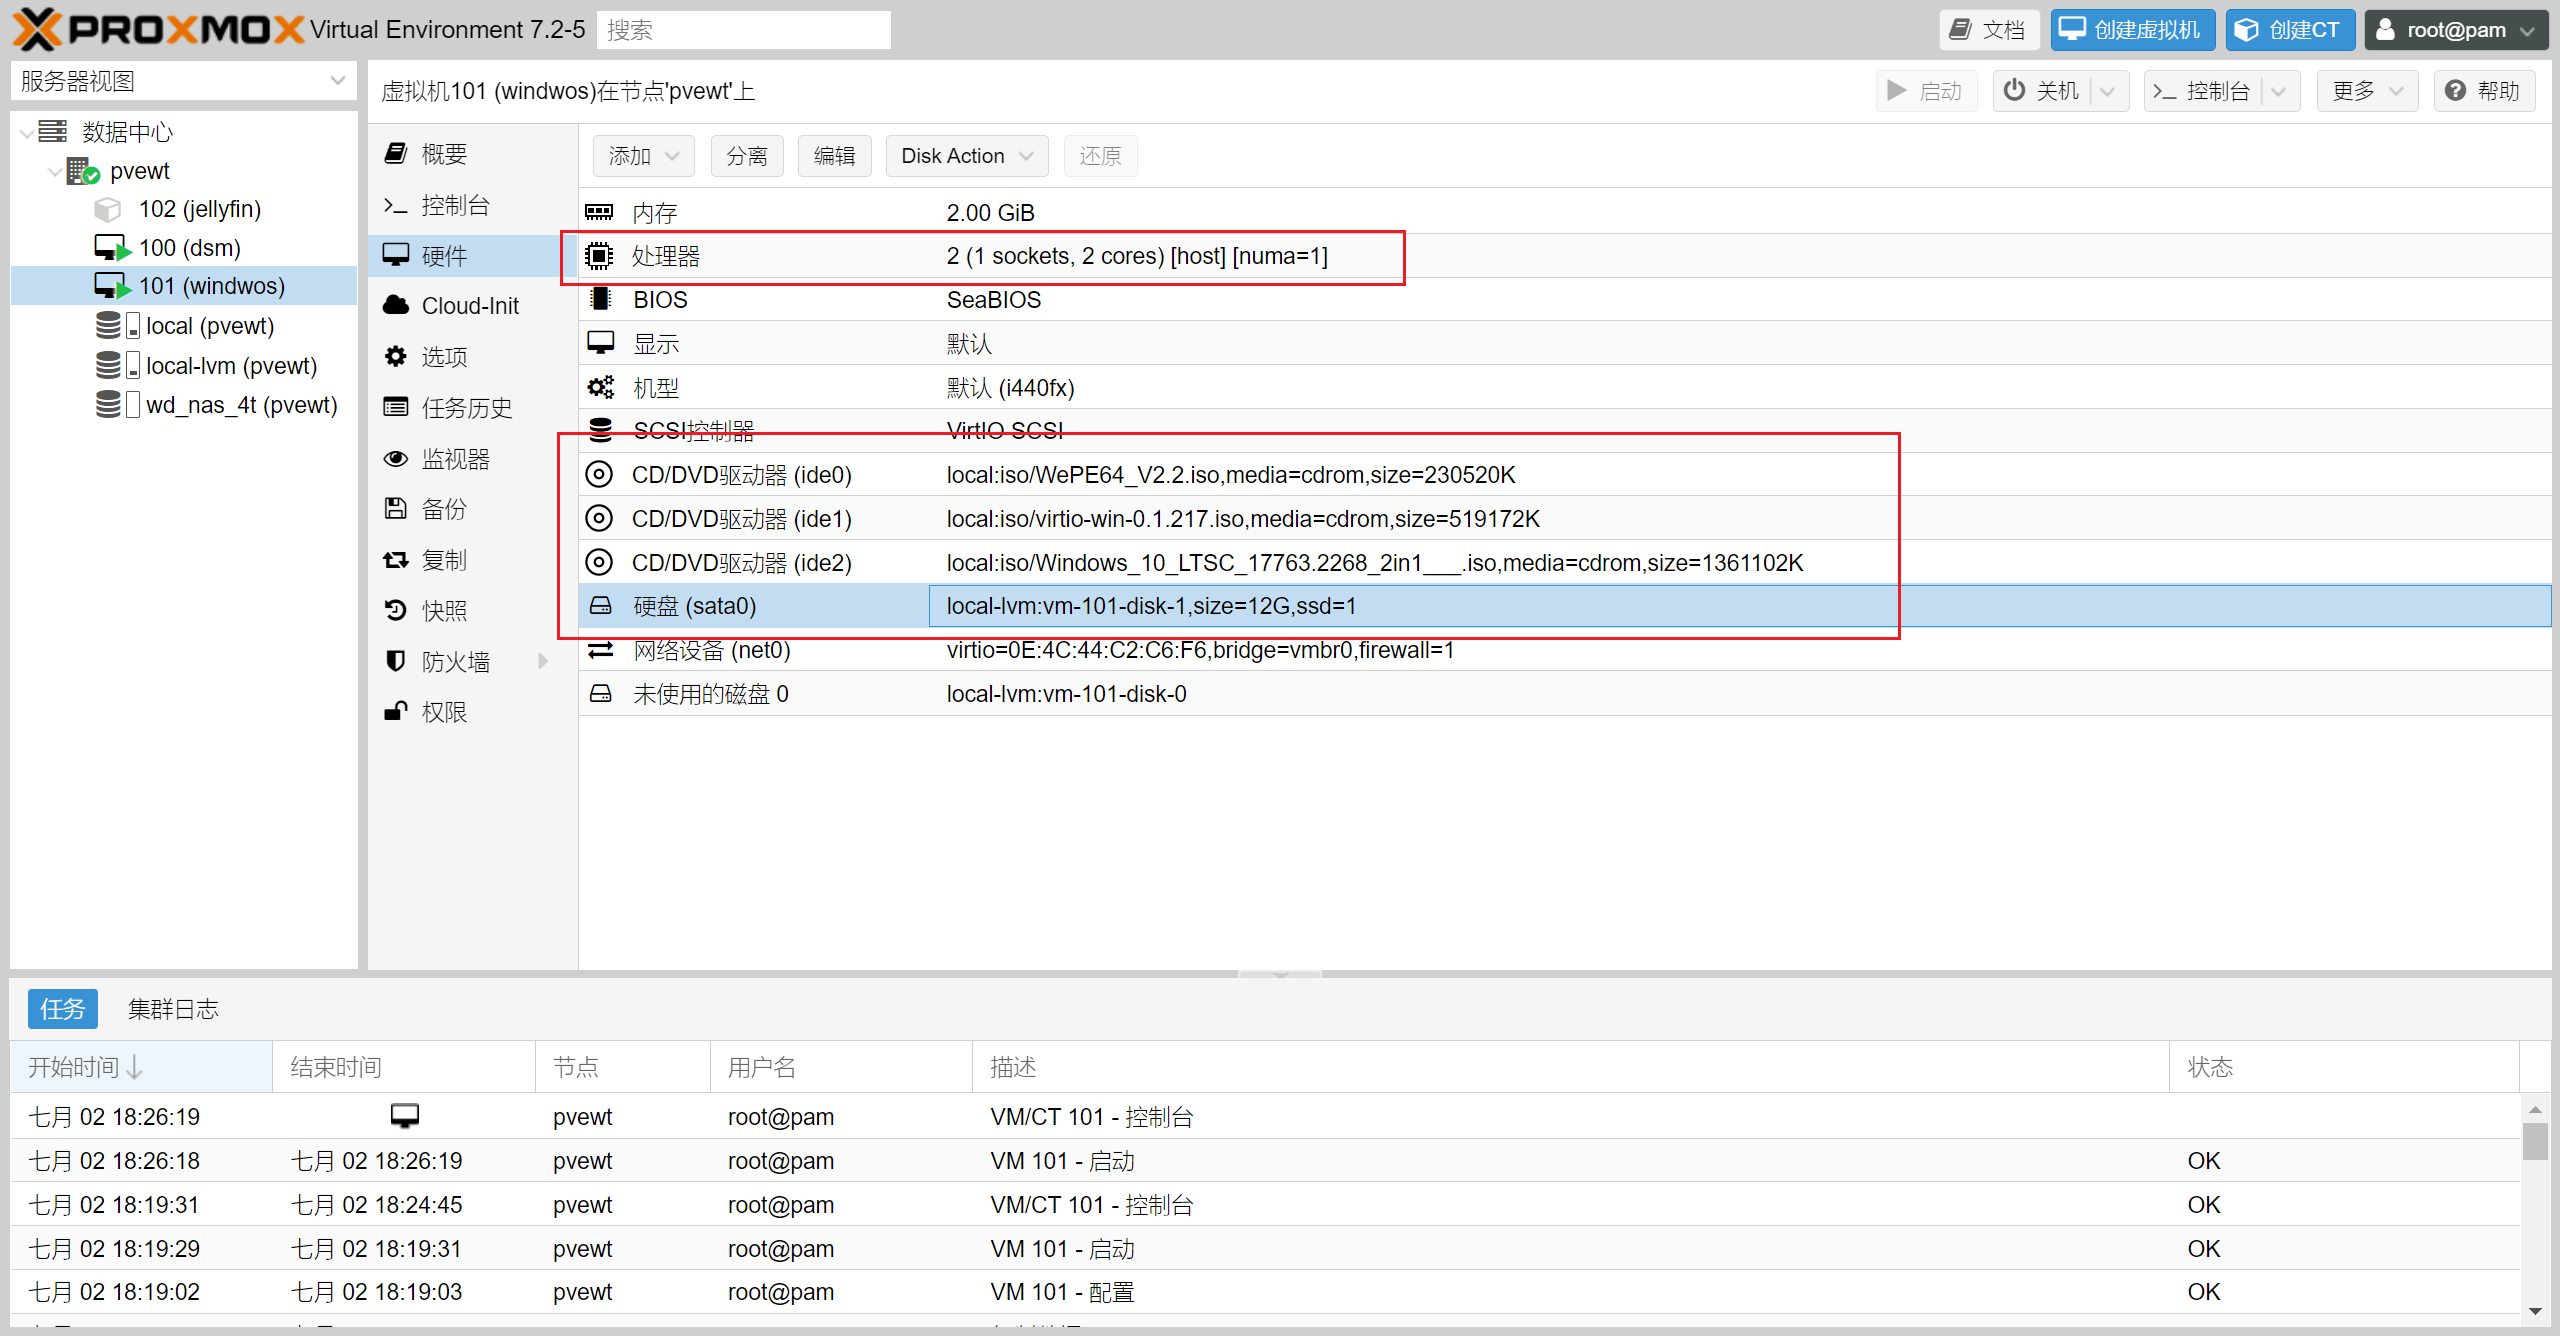 PROXMOX Virtual Environment 7.2-5 搜索 文档 创建虚拟机 创建CT root@pam
服务器视图
数据中心
pvewt
102 (jellyfin)
100 (dsm)
101 (windwos)
local (pvewt)
local-lvm (pvewt)
wd_nas_4t (pvewt)
虚拟机101 (windwos)在节点'pvewt'上 启动 关机 控制台 更多 帮助
概要
控制台
硬件
Cloud-Init
选项
任务历史
监视器
备份
复制
快照
防火墙
权限
添加 分离 编辑 Disk Action 还原
内存 2.00 GiB
处理器 2 (1 sockets, 2 cores) [host] [numa=1]
BIOS SeaBIOS
显示 默认
机型 默认 (i440fx)
SCSI控制器 VirtIO SCSI
CD/DVD驱动器 (ide0) local:iso/WePE64_V2.2.iso,media=cdrom,size=230520K
CD/DVD驱动器 (ide1) local:iso/virtio-win-0.1.217.iso,media=cdrom,size=519172K
CD/DVD驱动器 (ide2) local:iso/Windows_10_LTSC_17763.2268_2in1___.iso,media=cdrom,size=1361102K
硬盘 (sata0) local-lvm:vm-101-disk-1,size=12G,ssd=1
网络设备 (net0) virtio=0E:4C:44:C2:C6:F6,bridge=vmbr0,firewall=1
未使用的磁盘 0 local-lvm:vm-101-disk-0
任务 集群日志
开始时间 结束时间 节点 用户名 描述 状态
七月 02 18:26:19 pvewt root@pam VM/CT 101 - 控制台
七月 02 18:26:18 七月 02 18:26:19 pvewt root@pam VM 101 - 启动 OK
七月 02 18:19:31 七月 02 18:24:45 pvewt root@pam VM/CT 101 - 控制台 OK
七月 02 18:19:29 七月 02 18:19:31 pvewt root@pam VM 101 - 启动 OK
七月 02 18:19:02 七月 02 18:19:03 pvewt root@pam VM 101 - 配置 OK